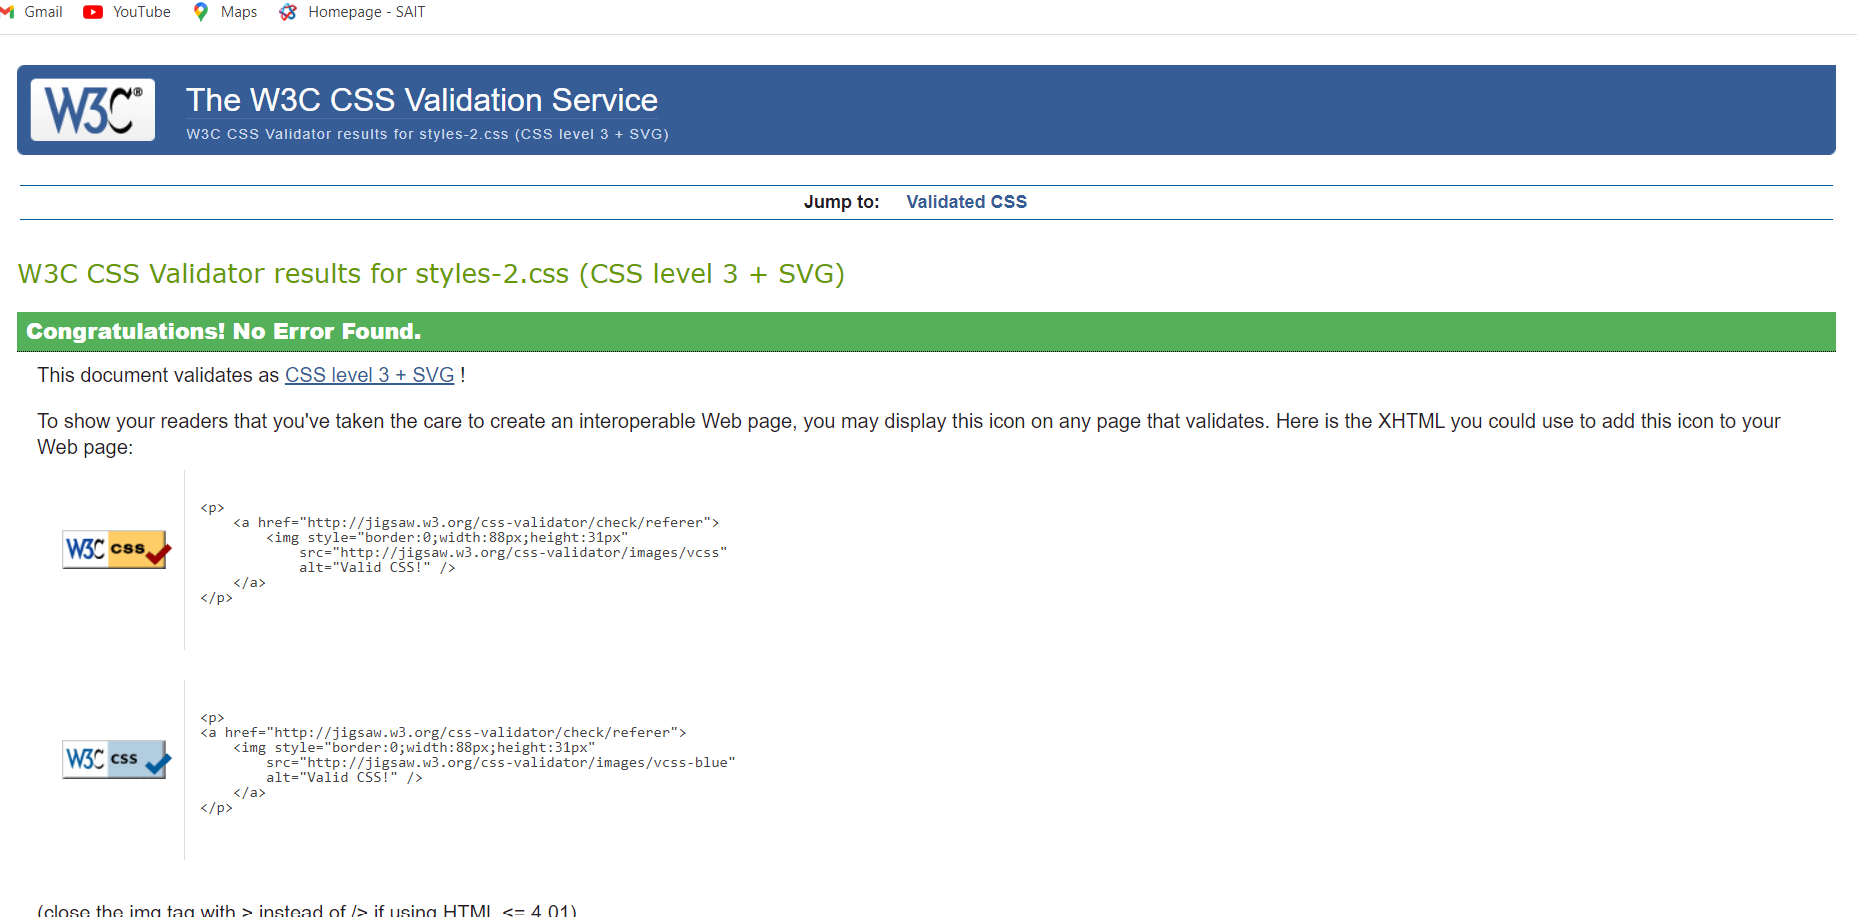 Gmail YouTube Maps Homepage - SAIT
W3C®
The W3C CSS Validation Service
W3C CSS Validator results for styles-2.css (CSS level 3 + SVG)
Jump to: Validated CSS
W3C CSS Validator results for styles-2.css (CSS level 3 + SVG)
Congratulations! No Error Found.
This document validates as CSS level 3 + SVG !
To show your readers that you've taken the care to create an interoperable Web page, you may display this icon on any page that validates. Here is the XHTML you could use to add this icon to your
Web page:
W3C css
<p>
    <a href="http://jigsaw.w3.org/css-validator/check/referer">
        <img style="border:0;width:88px;height:31px"
            src="http://jigsaw.w3.org/css-validator/images/vcss"
            alt="Valid CSS!" />
    </a>
</p>
W3C css
<p>
<a href="http://jigsaw.w3.org/css-validator/check/referer">
    <img style="border:0;width:88px;height:31px"
        src="http://jigsaw.w3.org/css-validator/images/vcss-blue"
        alt="Valid CSS!" />
    </a>
</p>
(close the img tag with > instead of /> if using HTML <= 4.01)